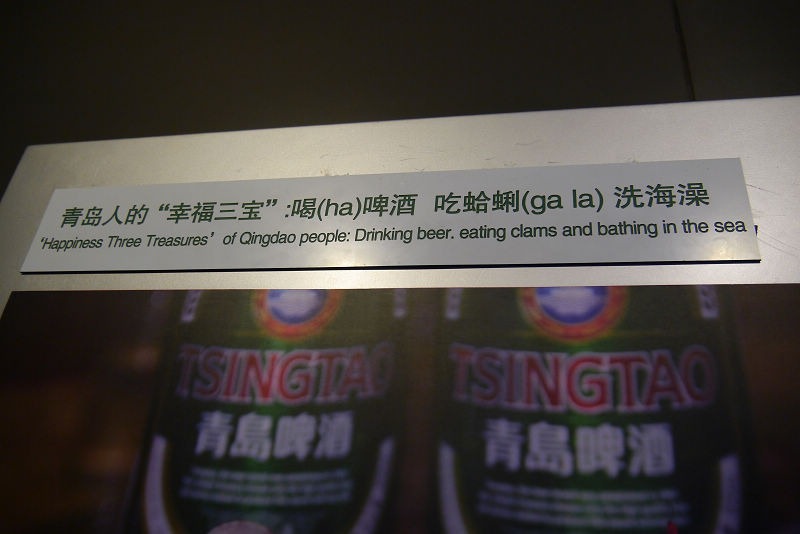 青岛人的“幸福三宝”:喝(ha)啤酒 吃蛤蜊(ga la) 洗海澡
‘Happiness Three Treasures’ of Qingdao people: Drinking beer. eating clams and bathing in the sea
TSINGTAO TSINGTAO
青島啤酒 青島啤酒